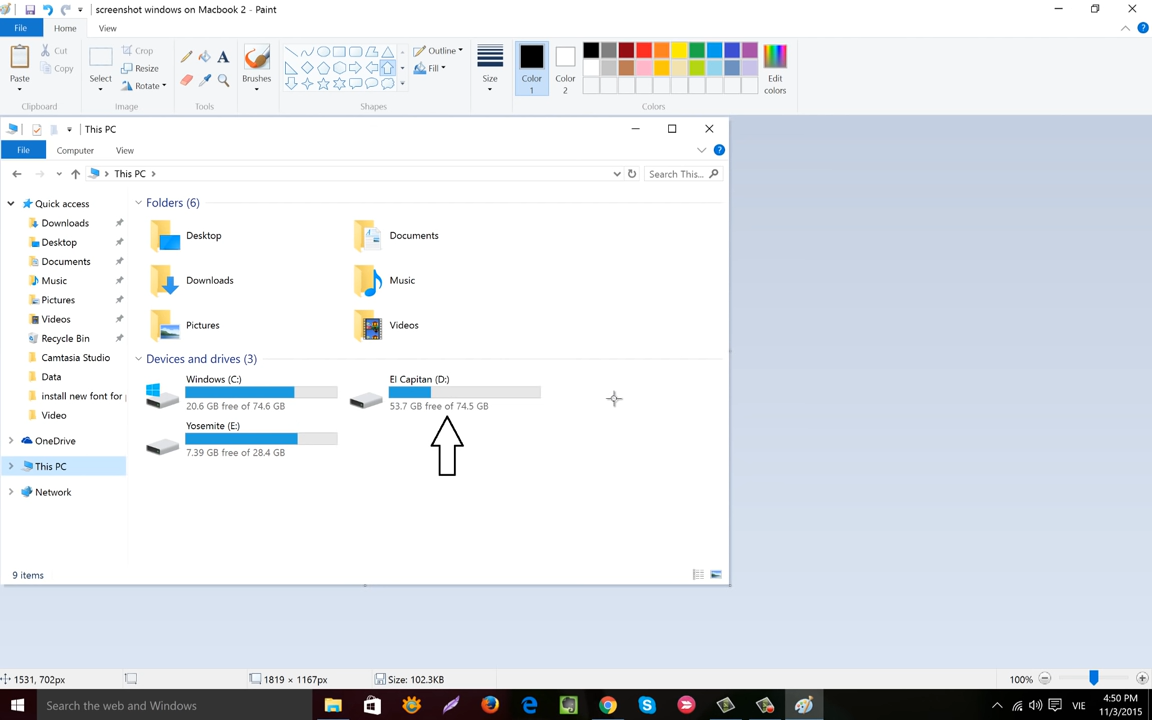 screenshot windows on Macbook 2 - Paint
File Home View
Paste
Cut
Copy
Clipboard
Select
Crop
Resize
Rotate
Image
A
Tools
Brushes
Outline
Fill
Shapes
Size
Color 1
Color 2
Edit colors
Colors
This PC
File Computer View
This PC
Search This...
Quick access
Downloads
Desktop
Documents
Music
Pictures
Videos
Recycle Bin
Camtasia Studio
Data
install new font for
Video
OneDrive
This PC
Network
Folders (6)
Desktop
Documents
Downloads
Music
Pictures
Videos
Devices and drives (3)
Windows (C:)
20.6 GB free of 74.6 GB
El Capitan (D:)
53.7 GB free of 74.5 GB
Yosemite (E:)
7.39 GB free of 28.4 GB
9 items
1531, 702px
1819 × 1167px
Size: 102.3KB
100%
Search the web and Windows
VIE
4:50 PM
11/3/2015